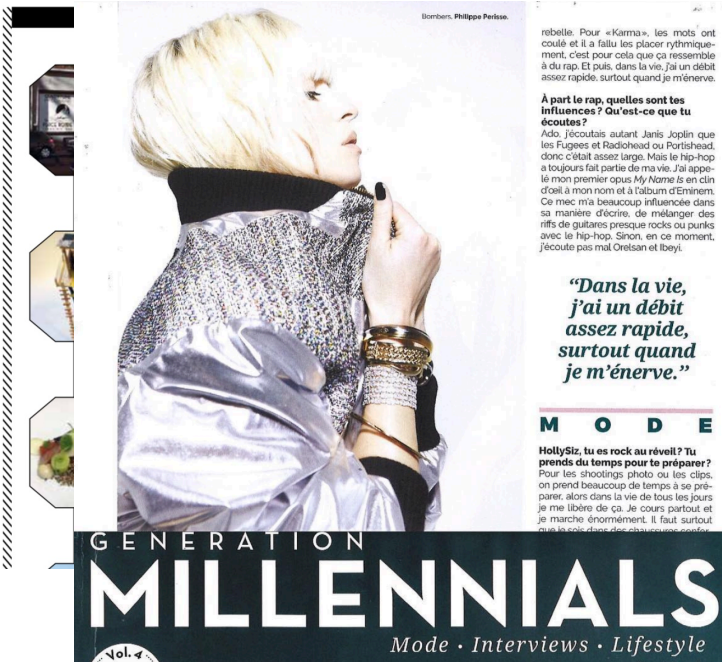 Bombers, Philippe Perisse.
rebelle. Pour «Karma», les mots ont
coulé et il a fallu les placer rythmique-
ment, c'est pour cela que ça ressemble
à du rap. Et puis, dans la vie, j'ai un débit
assez rapide, surtout quand je m'énerve.
À part le rap, quelles sont tes
influences? Qu'est-ce que tu
écoutes?
Ado, j'écoutais autant Janis Joplin que
les Fugees et Radiohead ou Portishead,
donc c'était assez large. Mais le hip-hop
a toujours fait partie de ma vie. J'ai appe-
lé mon premier opus My Name Is en clin
d'œil à mon nom et à l'album d'Eminem.
Ce mec m'a beaucoup influencée dans
sa manière d'écrire, de mélanger des
riffs de guitares presque rocks ou punks
avec le hip-hop. Sinon, en ce moment,
j'écoute pas mal Orelsan et Ibeyi.
“Dans la vie,
j'ai un débit
assez rapide,
surtout quand
je m'énerve.”
MODE
HollySiz, tu es rock au réveil? Tu
prends du temps pour te préparer?
Pour les shootings photo ou les clips,
on prend beaucoup de temps à se pré-
parer, alors dans la vie de tous les jours
je me libère de ça. Je cours partout et
je marche énormément. Il faut surtout
que je sois dans des chaussures confor-
GENERATION
MILLENNIALS
Mode · Interviews · Lifestyle
Vol. 4